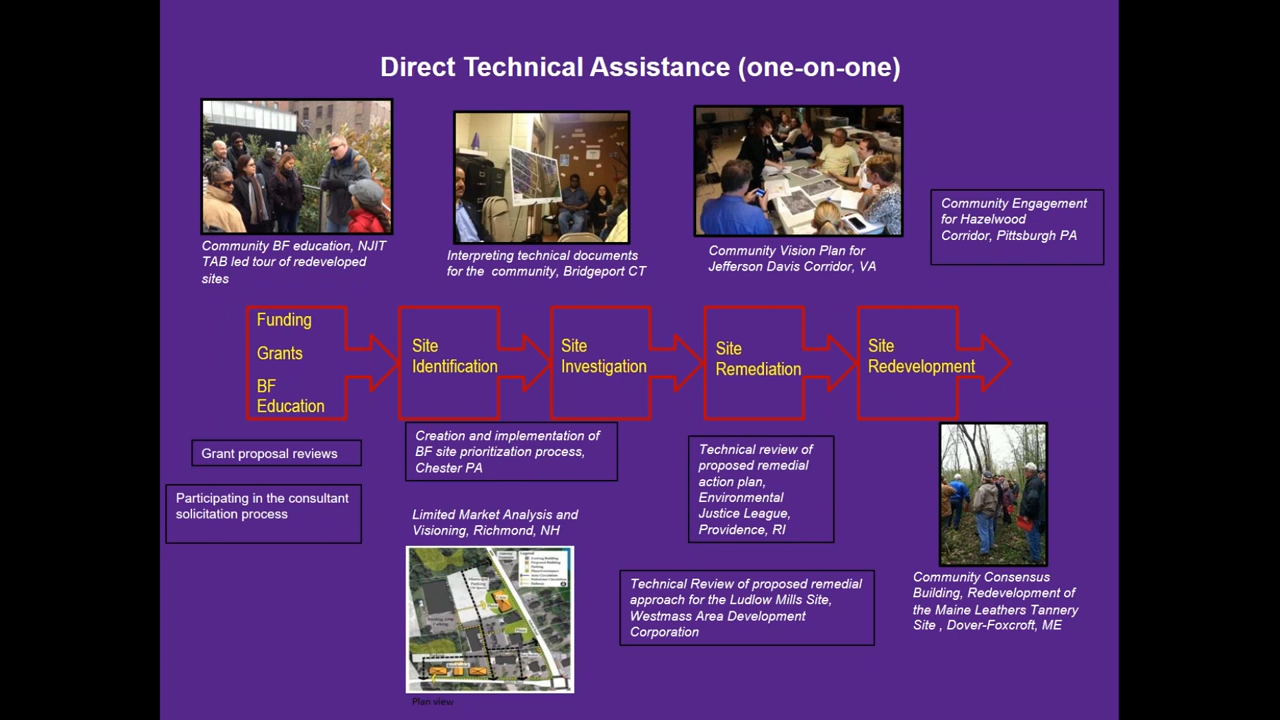 Direct Technical Assistance (one-on-one)
Community BF education, NJIT
TAB led tour of redeveloped
sites
Interpreting technical documents
for the community, Bridgeport CT
Community Vision Plan for
Jefferson Davis Corridor, VA
Community Engagement
for Hazelwood
Corridor, Pittsburgh PA
Funding
Grants
BF
Education
Site
Identification
Site
Investigation
Site
Remediation
Site
Redevelopment
Grant proposal reviews
Participating in the consultant
solicitation process
Creation and implementation of
BF site prioritization process,
Chester PA
Limited Market Analysis and
Visioning, Richmond, NH
Plan view
Technical review of
proposed remedial
action plan,
Environmental
Justice League,
Providence, RI
Technical Review of proposed remedial
approach for the Ludlow Mills Site,
Westmass Area Development
Corporation
Community Consensus
Building, Redevelopment of
the Maine Leathers Tannery
Site , Dover-Foxcroft, ME